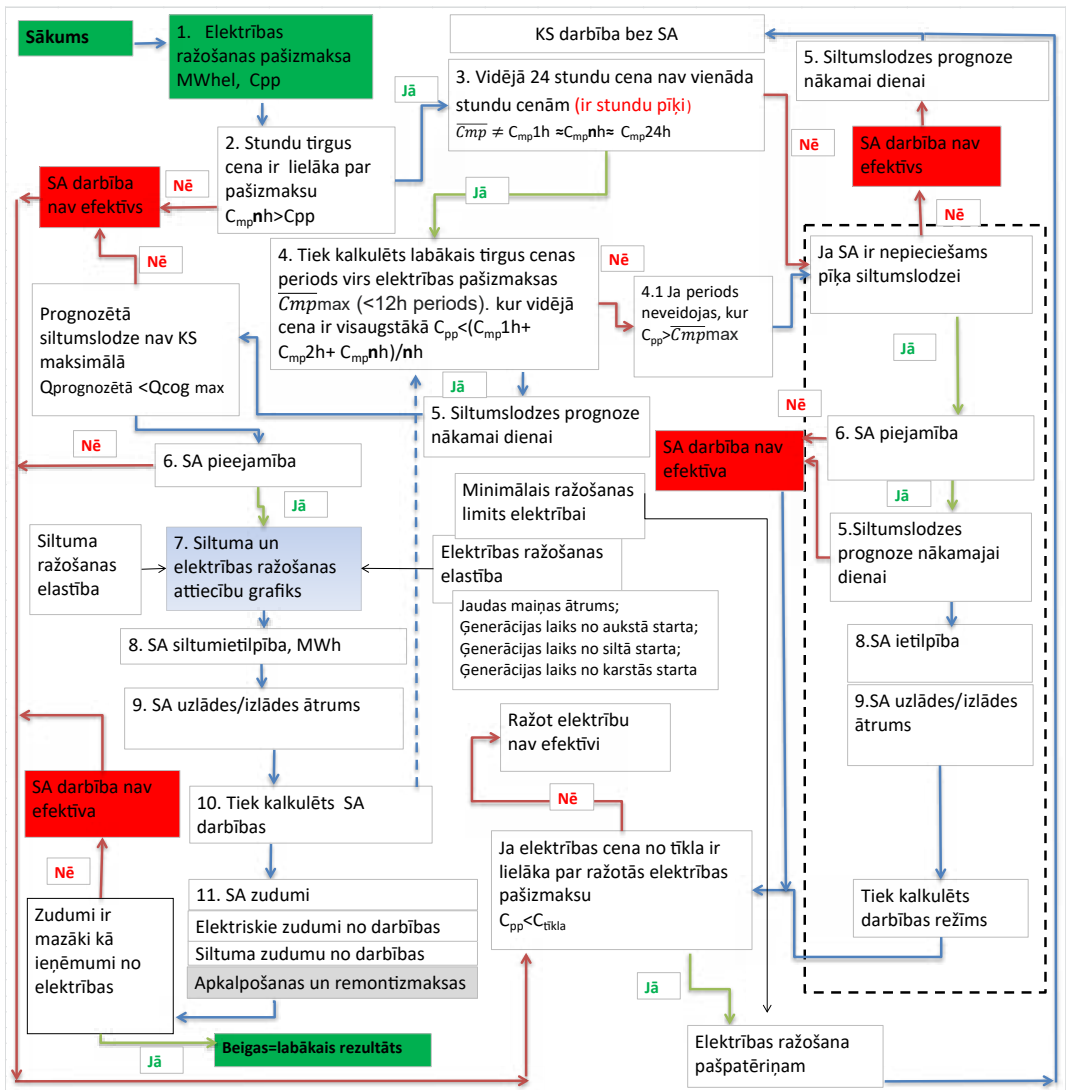 Sākums
1. Elektrības
ražošanas pašizmaksa
MWhel, Cpp
KS darbība bez SA
5. Siltumslodze prognoze
nākamai dienai
Jā
3. Vidējā 24 stundu cena nav vienāda
stundu cenām (ir stundu pīķi)
Cmp ≠ Cmp1h ≈Cmpnh≈ Cmp24h
Nē
SA darbība nav
efektīvs
2. Stundu tirgus
cena ir lielāka par
pašizmaksu
Cmpnh>Cpp
Nē
SA darbība
nav efektīvs
Jā
Nē
Nē
4. Tiek kalkulēts labākais tirgus cenas
periods virs elektrības pašizmaksas
Cmpmax (<12h periods). kur vidējā
cena ir visaugstākā Cpp<(Cmp1h+
Cmp2h+ Cmpnh)/nh
Nē
4.1 Ja periods
neveidojas, kur
Cpp>Cmpmax
Ja SA ir nepieciešams
pīķa siltumslodzei
Prognozētā
siltumslodze nav KS
maksimālā
Qprognozētā <Qcog max
Jā
Jā
5. Siltumslodzes prognoze
nākamai dienai
Nē
SA darbība nav
efektīva
6. SA piejamība
Nē
6. SA pieejamība
Jā
Jā
Minimālais ražošanas
limits elektrībai
Siltuma
ražošanas
elastība
7. Siltuma un
elektrības ražošanas
attiecību grafiks
Elektrības ražošanas
elastība
5.Siltumslodzes
prognoze nākamajai
dienai
Jaudas maiņas ātrums;
Ģenerācijas laiks no aukstā starta;
Ģenerācijas laiks no siltā starta;
Ģenerācijas laiks no karstās starta
8. SA siltumietilpība, MWh
8.SA ietilpība
9. SA uzlādes/izlādes ātrums
9.SA uzlādes/izlādes
ātrums
Ražot elektrību
nav efektīvi
SA darbība nav
efektīva
10. Tiek kalkulēts SA
darbības
Nē
Nē
Ja elektrības cena no tīkla ir
lielāka par ražotās elektrības
pašizmaksu
Cpp<Ctīkla
11. SA zudumi
Elektriskie zudumi no darbības
Siltuma zudumu no darbības
Apkalpošanas un remontizmaksas
Zudumi ir
mazāki kā
ieņēmumi no
elektrības
Tiek kalkulēts
darbības režīms
Jā
Jā
Beigas=labākais rezultāts
Elektrības ražošana
pašpatēriņam